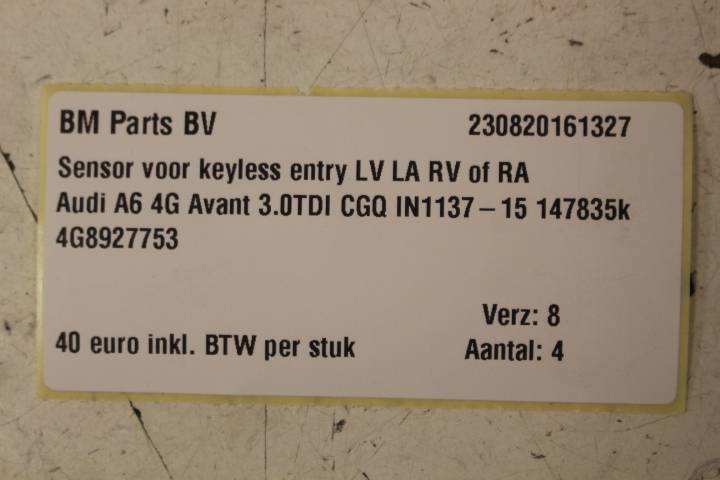 BM Parts BV 230820161327
Sensor voor keyless entry LV LA RV of RA
Audi A6 4G Avant 3.0TDI CGQ IN1137 – 15 147835k
4G8927753
Verz: 8
40 euro inkl. BTW per stuk Aantal: 4